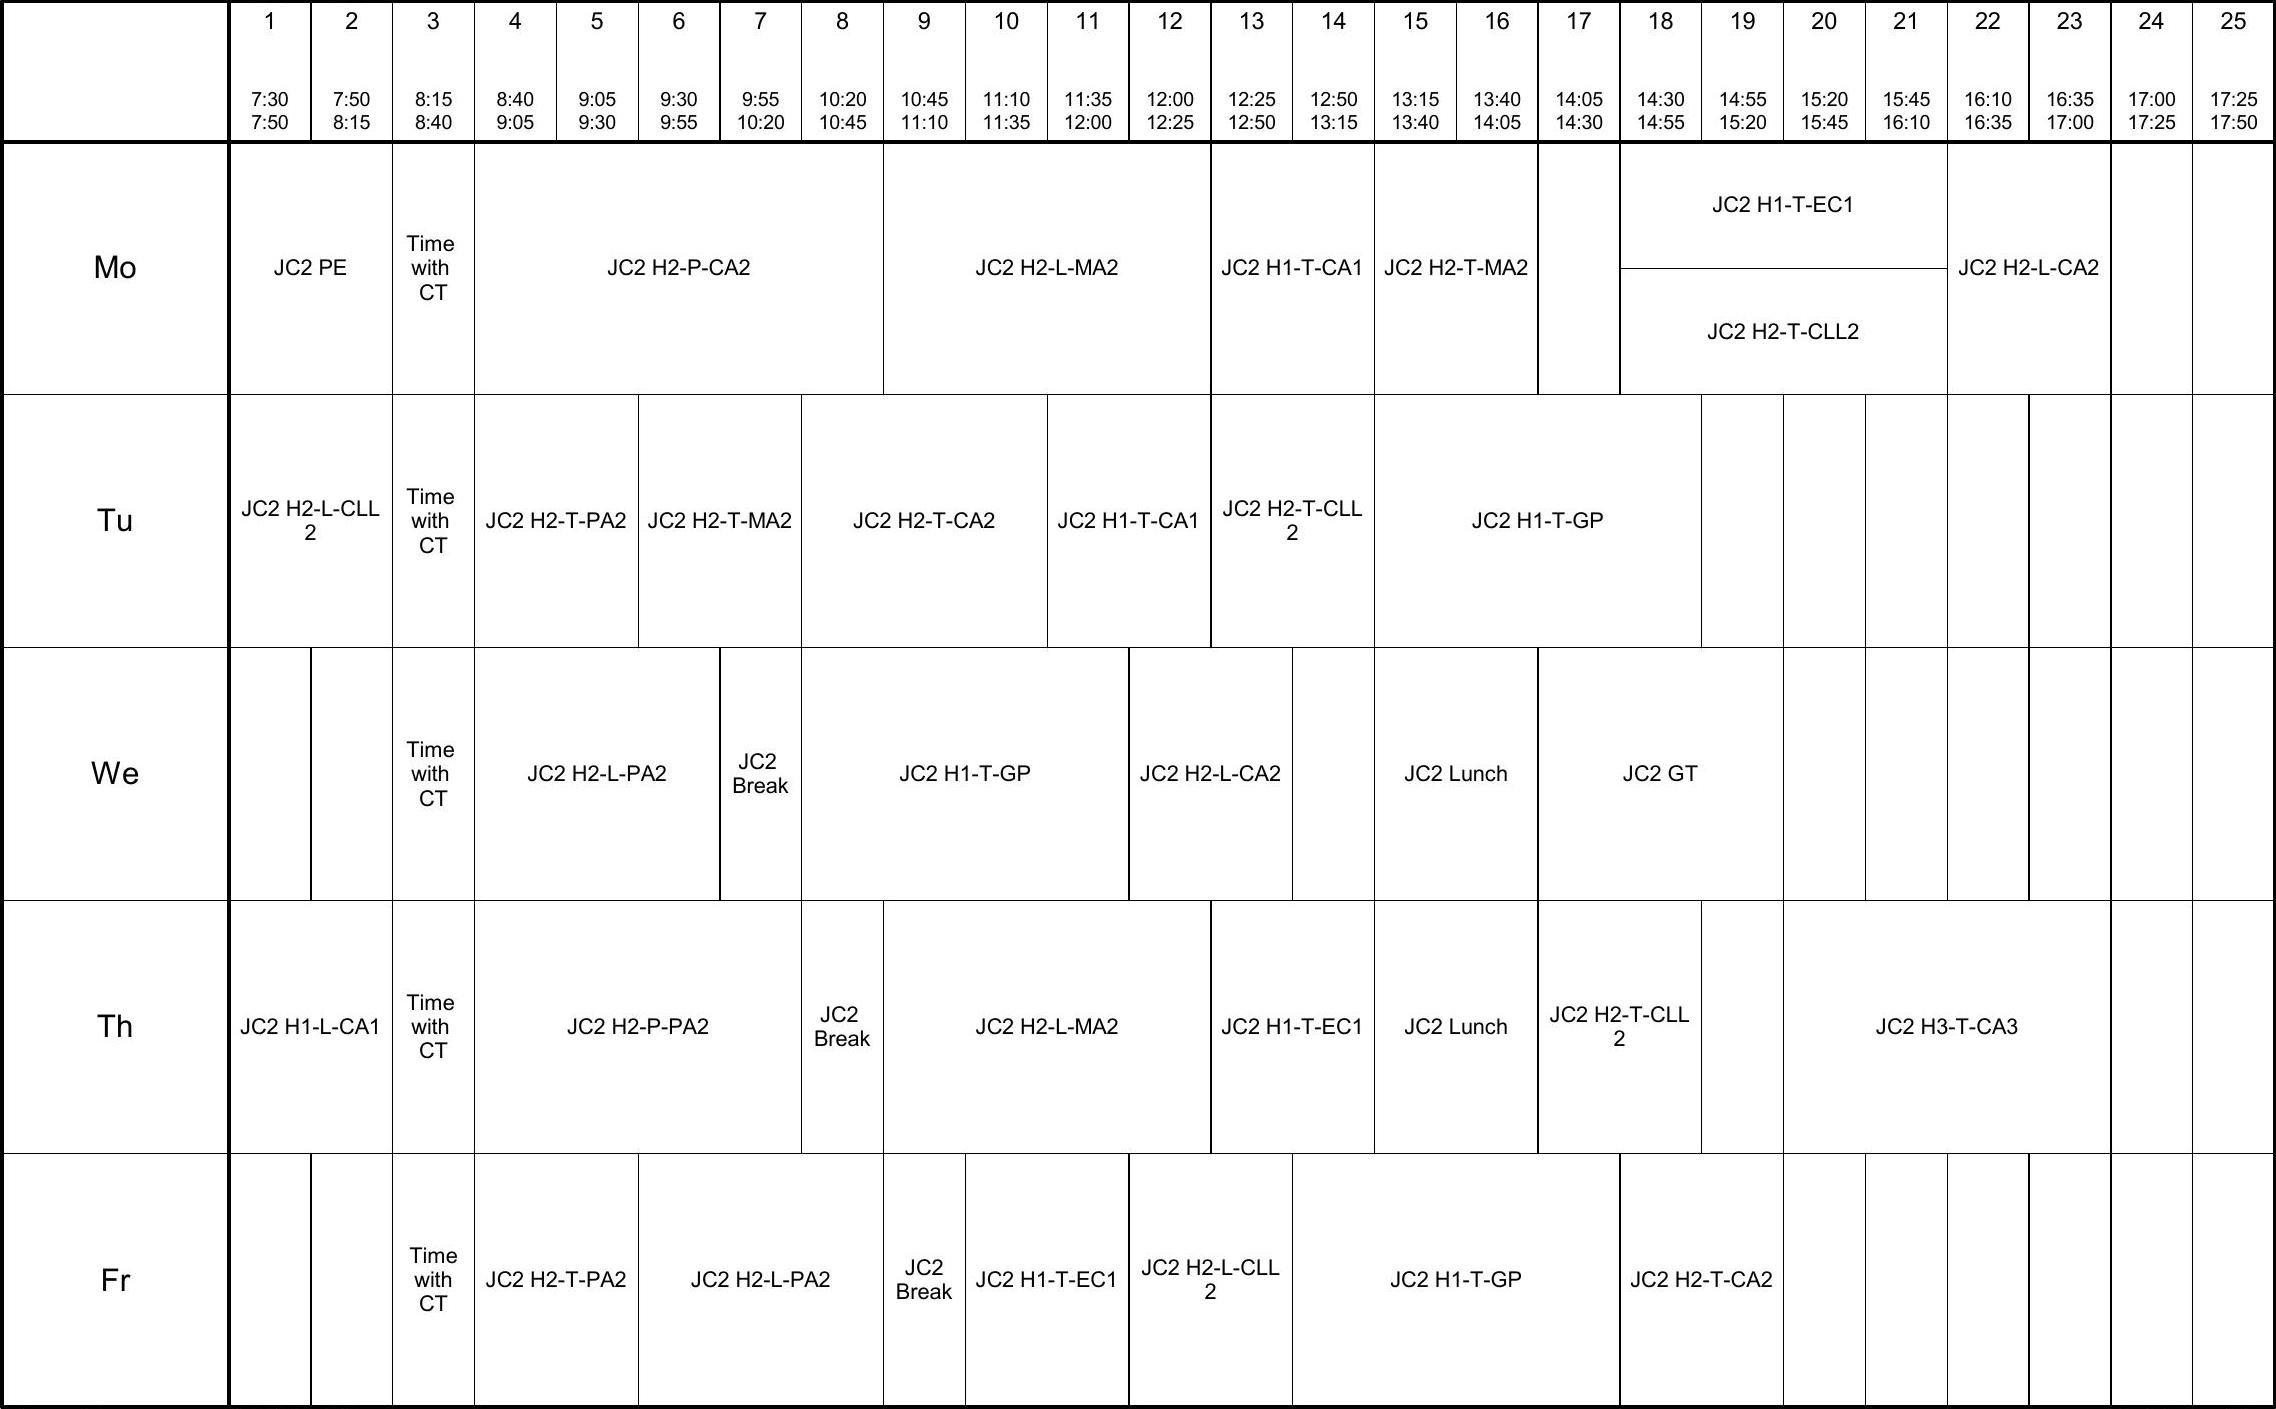 1 2 3 4 5 6 7 8 9 10 11 12 13 14 15 16 17 18 19 20 21 22 23 24 25
7:30 7:50 8:15 8:40 9:05 9:30 9:55 10:20 10:45 11:10 11:35 12:00 12:25 12:50 13:15 13:40 14:05 14:30 14:55 15:20 15:45 16:10 16:35 17:00 17:25
7:50 8:15 8:40 9:05 9:30 9:55 10:20 10:45 11:10 11:35 12:00 12:25 12:50 13:15 13:40 14:05 14:30 14:55 15:20 15:45 16:10 16:35 17:00 17:25 17:50
Mo
JC2 PE
Time
with
CT
JC2 H2-P-CA2
JC2 H2-L-MA2
JC2 H1-T-CA1
JC2 H2-T-MA2
JC2 H1-T-EC1
JC2 H2-T-CLL2
JC2 H2-L-CA2
Tu
JC2 H2-L-CLL
2
Time
with
CT
JC2 H2-T-PA2
JC2 H2-T-MA2
JC2 H2-T-CA2
JC2 H1-T-CA1
JC2 H2-T-CLL
2
JC2 H1-T-GP
We
Time
with
CT
JC2 H2-L-PA2
JC2
Break
JC2 H1-T-GP
JC2 H2-L-CA2
JC2 Lunch
JC2 GT
Th
JC2 H1-L-CA1
Time
with
CT
JC2 H2-P-PA2
JC2
Break
JC2 H2-L-MA2
JC2 H1-T-EC1
JC2 Lunch
JC2 H2-T-CLL
2
JC2 H3-T-CA3
Fr
Time
with
CT
JC2 H2-T-PA2
JC2 H2-L-PA2
JC2
Break
JC2 H1-T-EC1
JC2 H2-L-CLL
2
JC2 H1-T-GP
JC2 H2-T-CA2